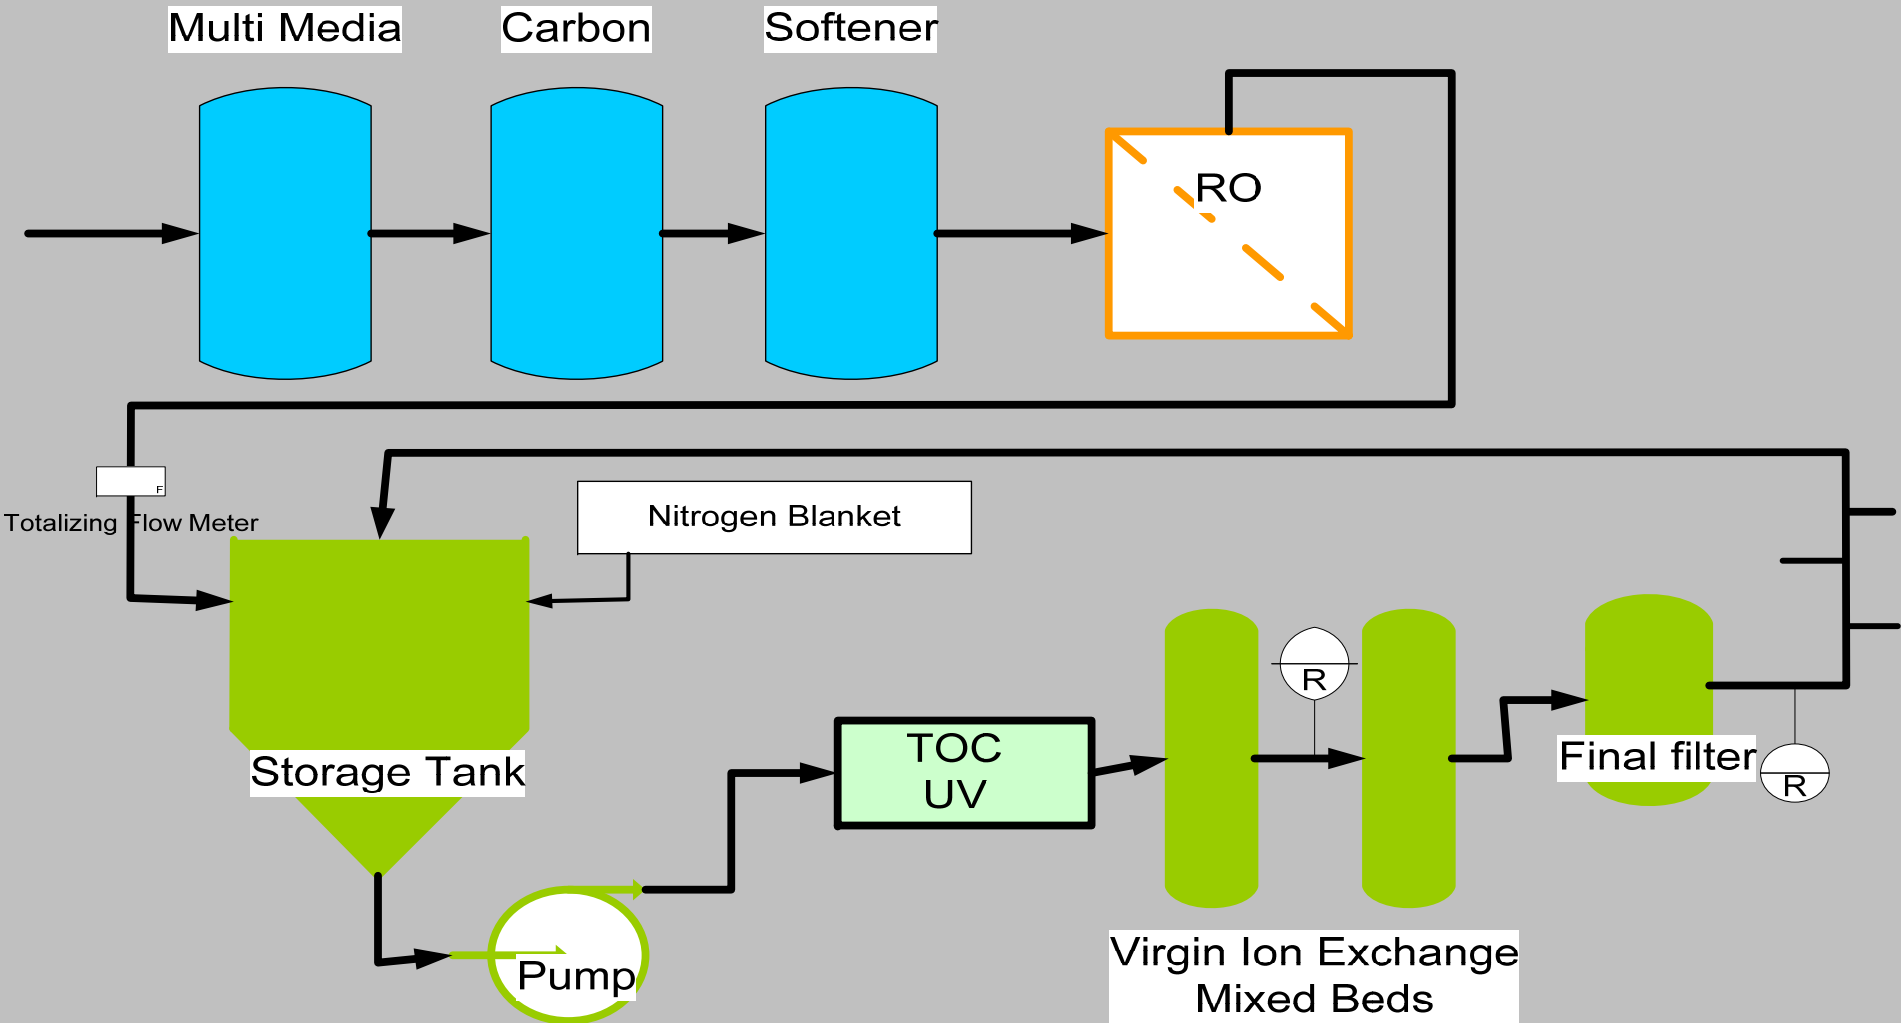 Multi Media
Carbon
Softener
RO
F
Totalizing Flow Meter
Nitrogen Blanket
Storage Tank
Pump
TOC
UV
R
Virgin Ion Exchange
Mixed Beds
Final filter
R